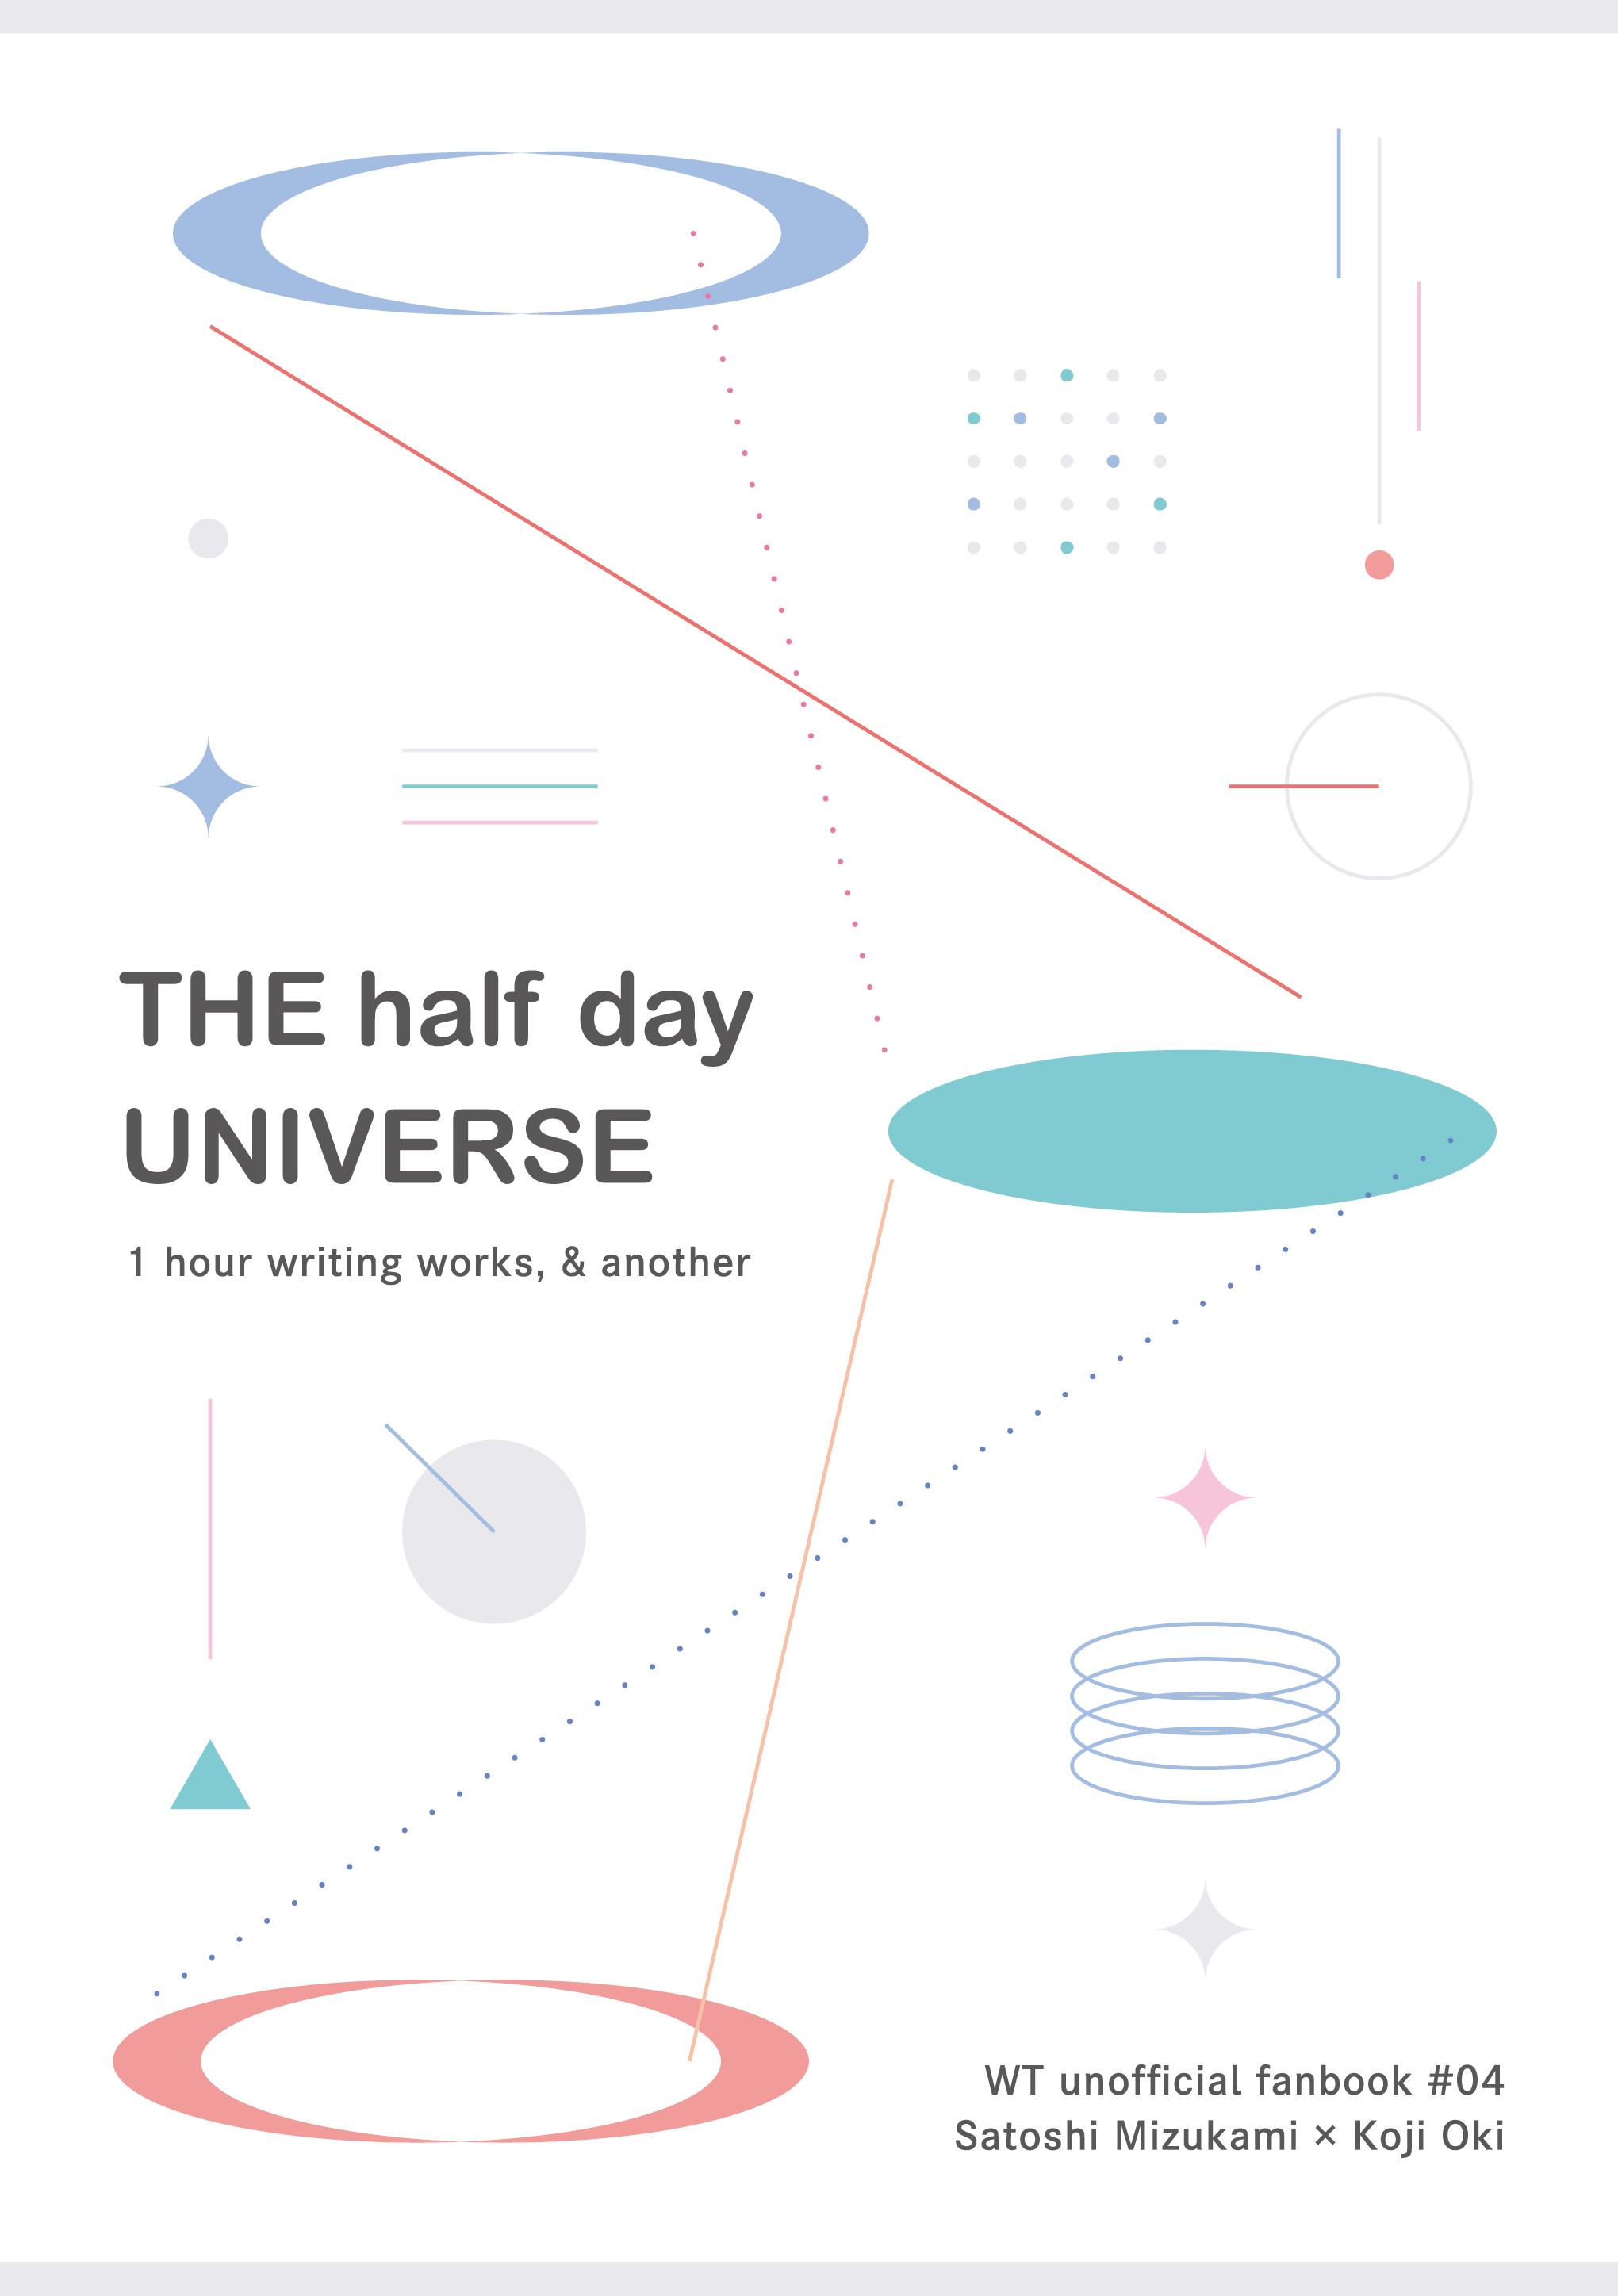 THE half day
UNIVERSE
1 hour writing works, & another
WT unofficial fanbook #04
Satoshi Mizukami × Koji Oki